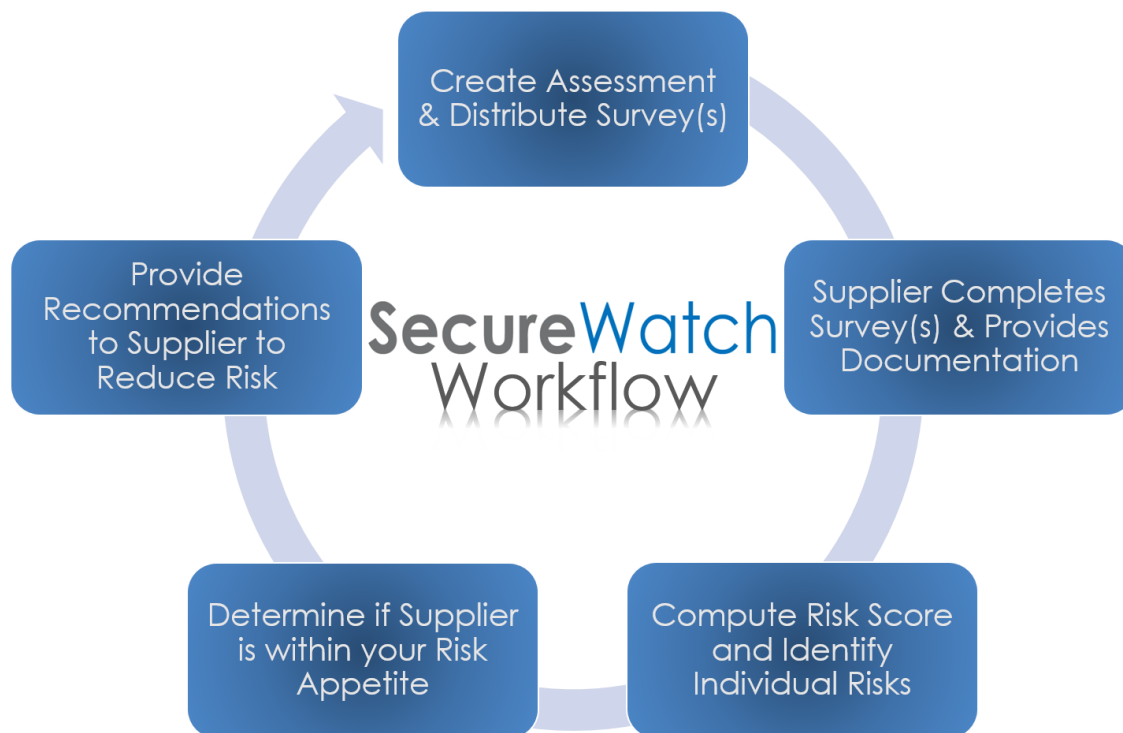 Create Assessment
& Distribute Survey(s)
Supplier Completes
Survey(s) & Provides
Documentation
Compute Risk Score
and Identify
Individual Risks
Determine if Supplier
is within your Risk
Appetite
Provide
Recommendations
to Supplier to
Reduce Risk
SecureWatch
Workflow